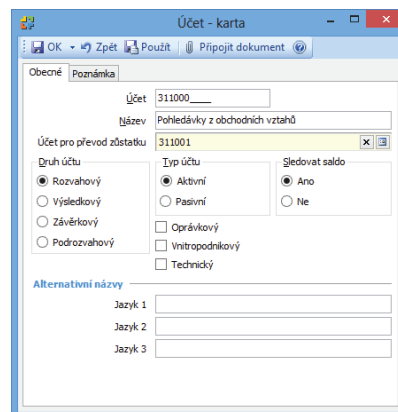 Účet - karta
OK Zpět Použít Připojit dokument
Obecné Poznámka
Účet 311000____
Název Pohledávky z obchodních vztahů
Účet pro převod zůstatku 311001
Druh účtu Typ účtu Sledovat saldo
Rozvahový Aktivní Ano
Výsledkový Pasivní Ne
Závěrkový Oprávkový
Podrozvahový Vnitropodnikový
Technický
Alternativní názvy
Jazyk 1
Jazyk 2
Jazyk 3